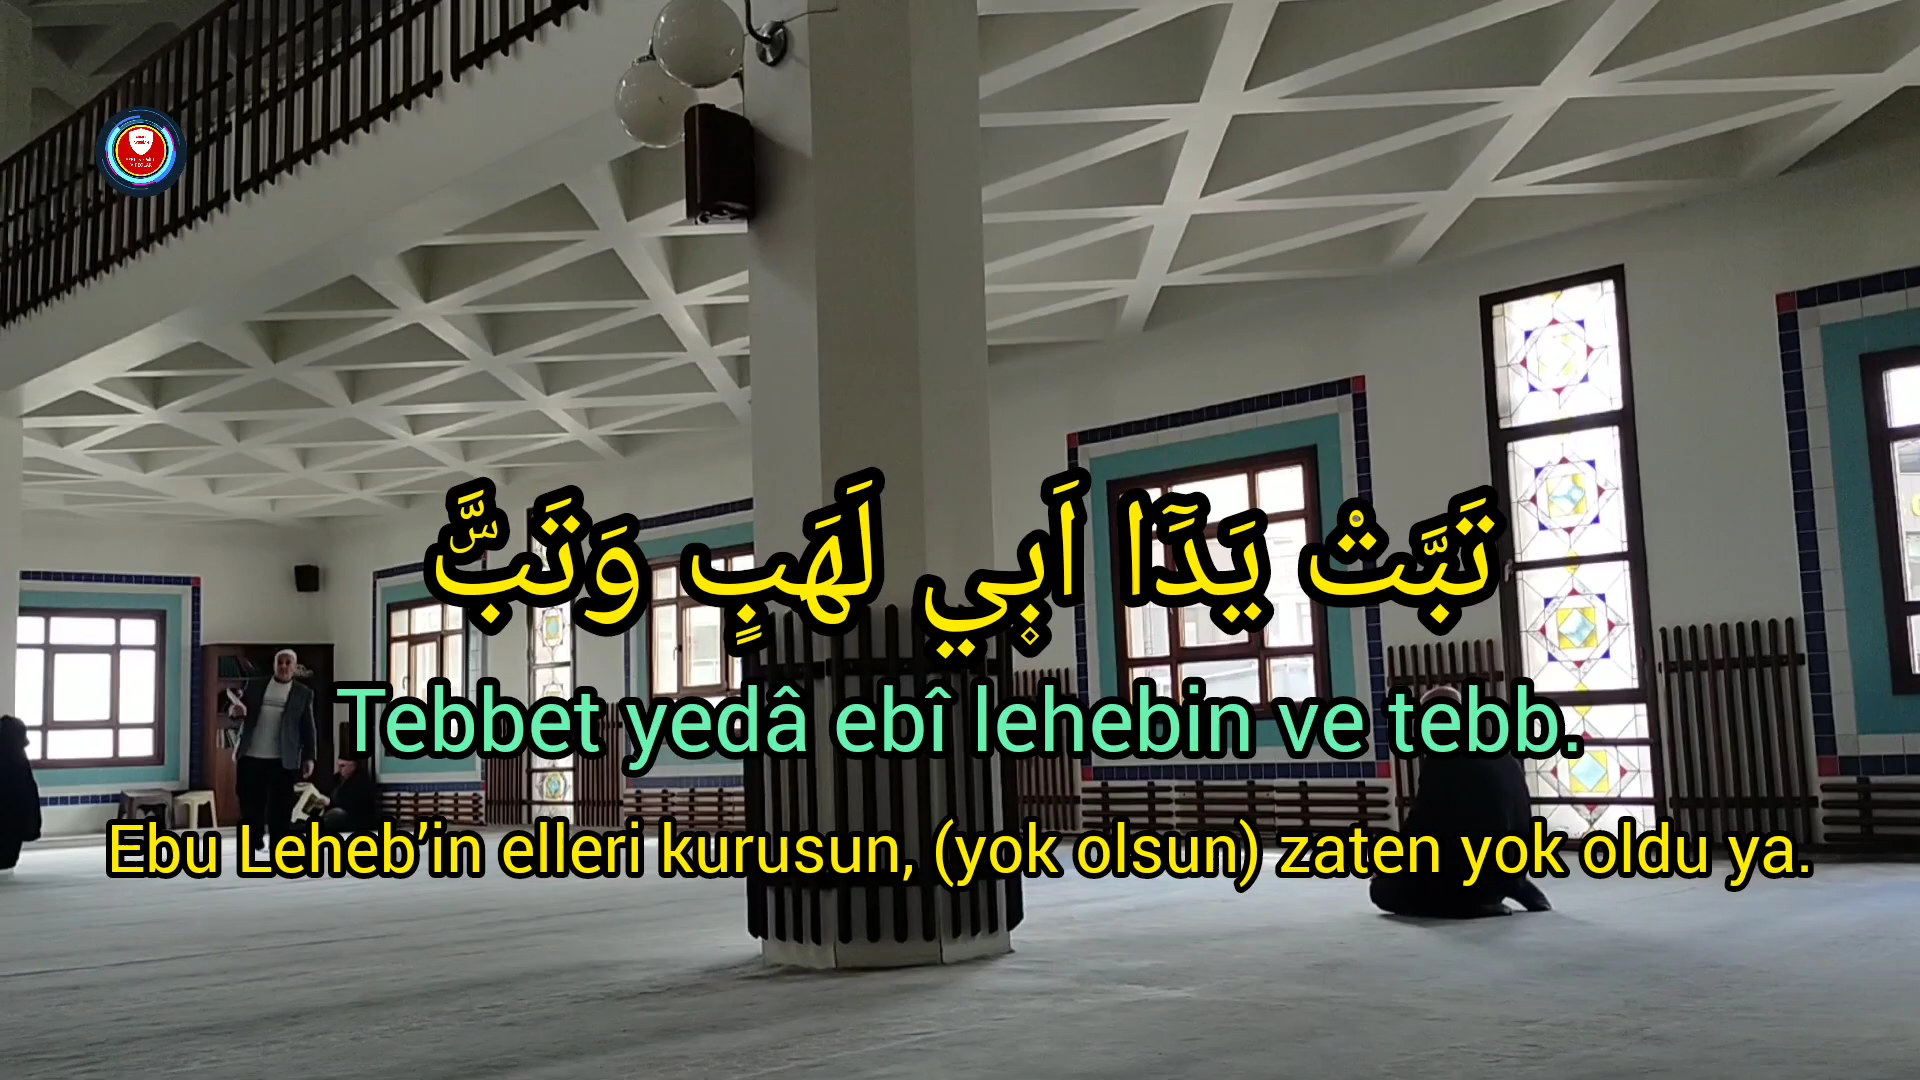 تَبَّتْ يَدَٓا اَب۪ي لَهَبٍ وَتَبَّۜ
Tebbet yedâ ebî lehebin ve tebb.
Ebu Leheb’in elleri kurusun, (yok olsun) zaten yok oldu ya.